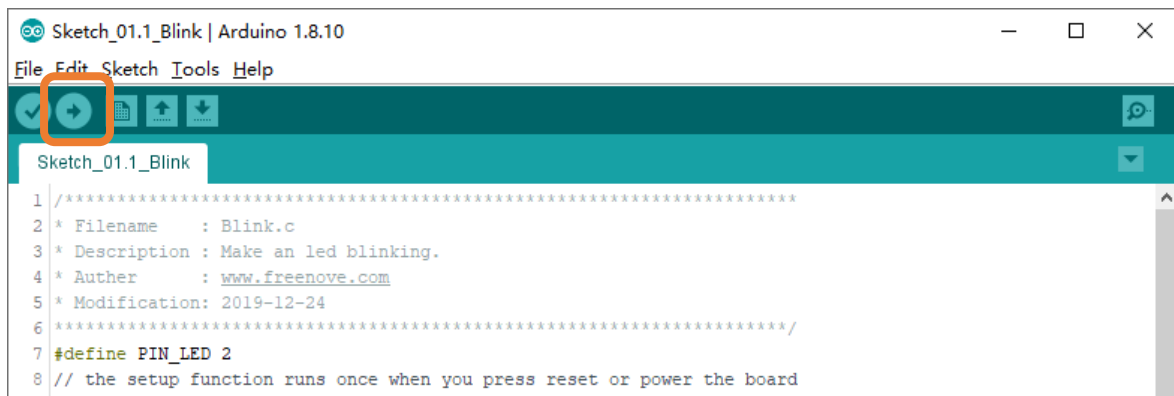 Sketch_01.1_Blink | Arduino 1.8.10
File Edit Sketch Tools Help
Sketch_01.1_Blink
1 /**********************************************************************
2 * Filename    : Blink.c
3 * Description : Make an led blinking.
4 * Auther      : www.freenove.com
5 * Modification: 2019-12-24
6 **********************************************************************/
7 #define PIN_LED 2
8 // the setup function runs once when you press reset or power the board